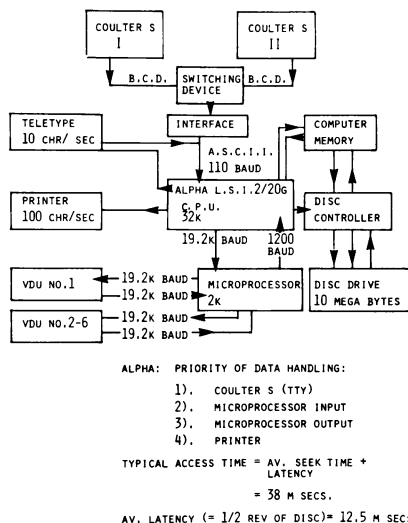 COULTER S
I
COULTER S
II
B.C.D.
B.C.D.
SWITCHING
DEVICE
TELETYPE
10 CHR/ SEC
INTERFACE
COMPUTER
MEMORY
A.S.C.I.I.
110 BAUD
PRINTER
100 CHR/SEC
ALPHA L.S.I.2/20G
C.P.U.
32K
DISC
CONTROLLER
19.2K BAUD
1200
BAUD
VDU NO.1
19.2K BAUD
19.2K BAUD
MICROPROCESSOR
2K
DISC DRIVE
10 MEGA BYTES
VDU NO.2-6
19.2K BAUD
19.2K BAUD
ALPHA: PRIORITY OF DATA HANDLING:
1). COULTER S (TTY)
2). MICROPROCESSOR INPUT
3). MICROPROCESSOR OUTPUT
4). PRINTER
TYPICAL ACCESS TIME = AV. SEEK TIME +
LATENCY
= 38 M SECS.
AV. LATENCY (= 1/2 REV OF DISC)= 12.5 M SECS